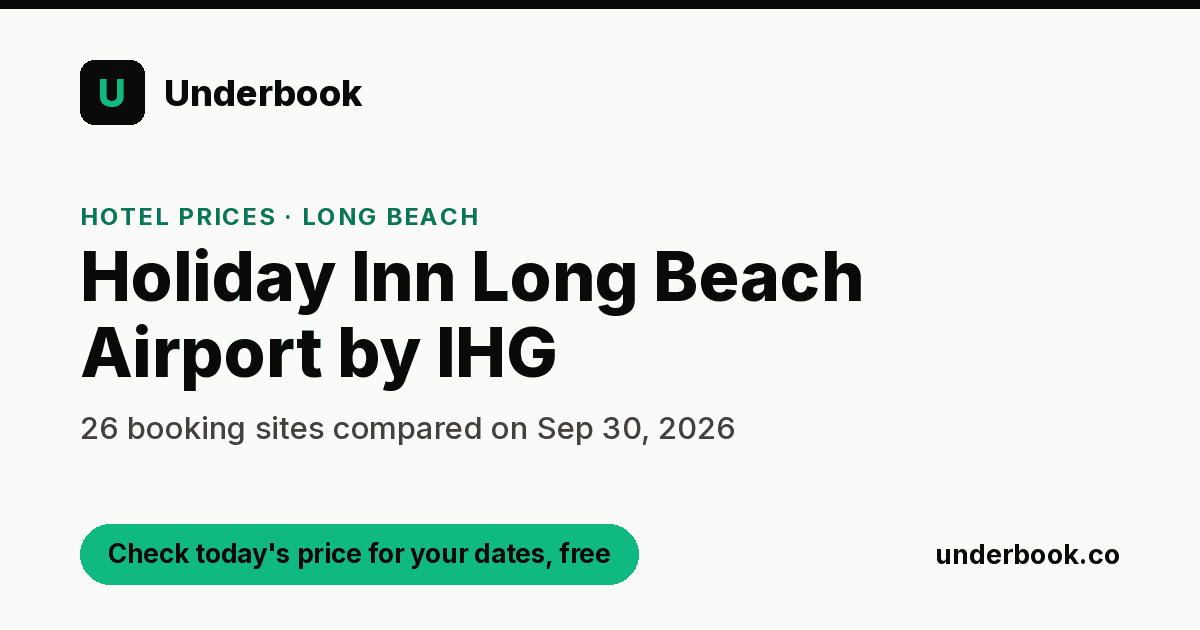 U
Underbook
HOTEL PRICES · LONG BEACH
Holiday Inn Long Beach
Airport by IHG
26 booking sites compared on Sep 30, 2026
Check today's price for your dates, free
underbook.co